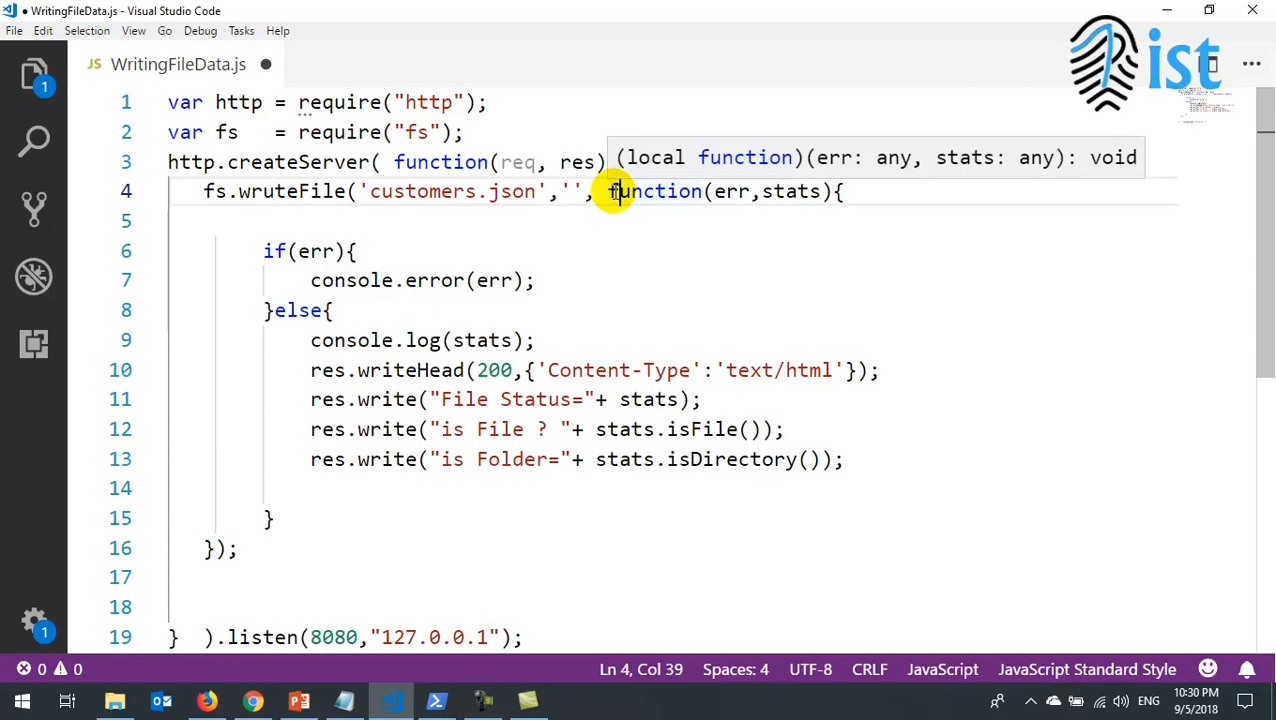 WritingFileData.js - Visual Studio Code
File Edit Selection View Go Debug Tasks Help
ist
JS WritingFileData.js
1 var http = require("http");
2 var fs = require("fs");
3 http.createServer( function(req, res)
(local function)(err: any, stats: any): void
4 fs.wruteFile('customers.json','', function(err,stats){
5
6 if(err){
7 console.error(err);
8 }else{
9 console.log(stats);
10 res.writeHead(200,{'Content-Type':'text/html'});
11 res.write("File Status="+ stats);
12 res.write("is File ? "+ stats.isFile());
13 res.write("is Folder="+ stats.isDirectory());
14
15 }
16 });
17
18
19 } ).listen(8080,"127.0.0.1");
1
1
0 0 Ln 4, Col 39 Spaces: 4 UTF-8 CRLF JavaScript JavaScript Standard Style
ENG 10:30 PM
9/5/2018